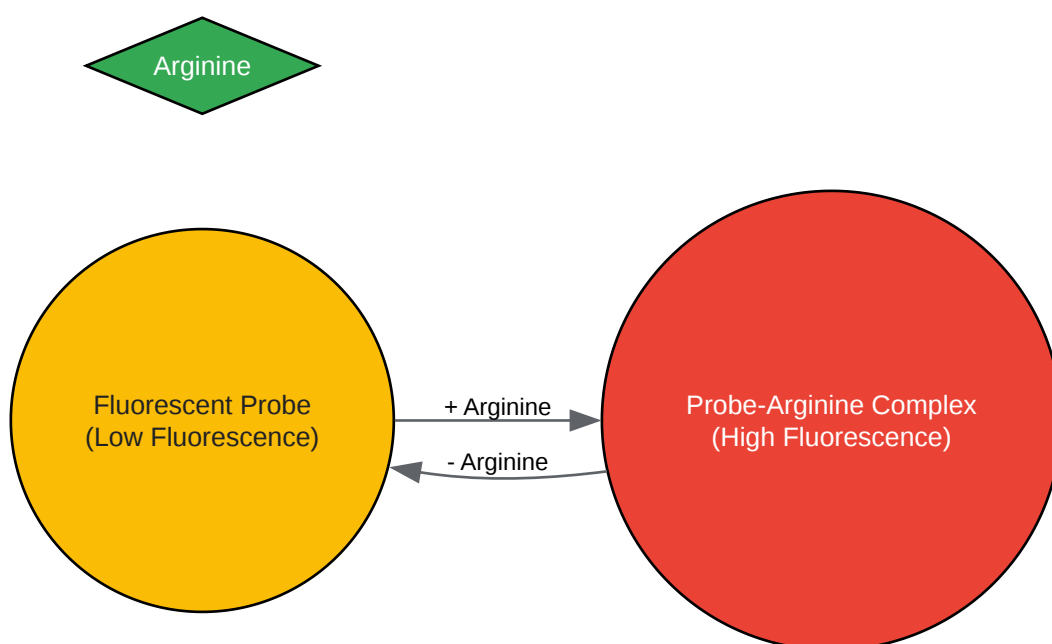 Arginine
Fluorescent Probe
(Low Fluorescence)
+ Arginine
- Arginine
Probe-Arginine Complex
(High Fluorescence)